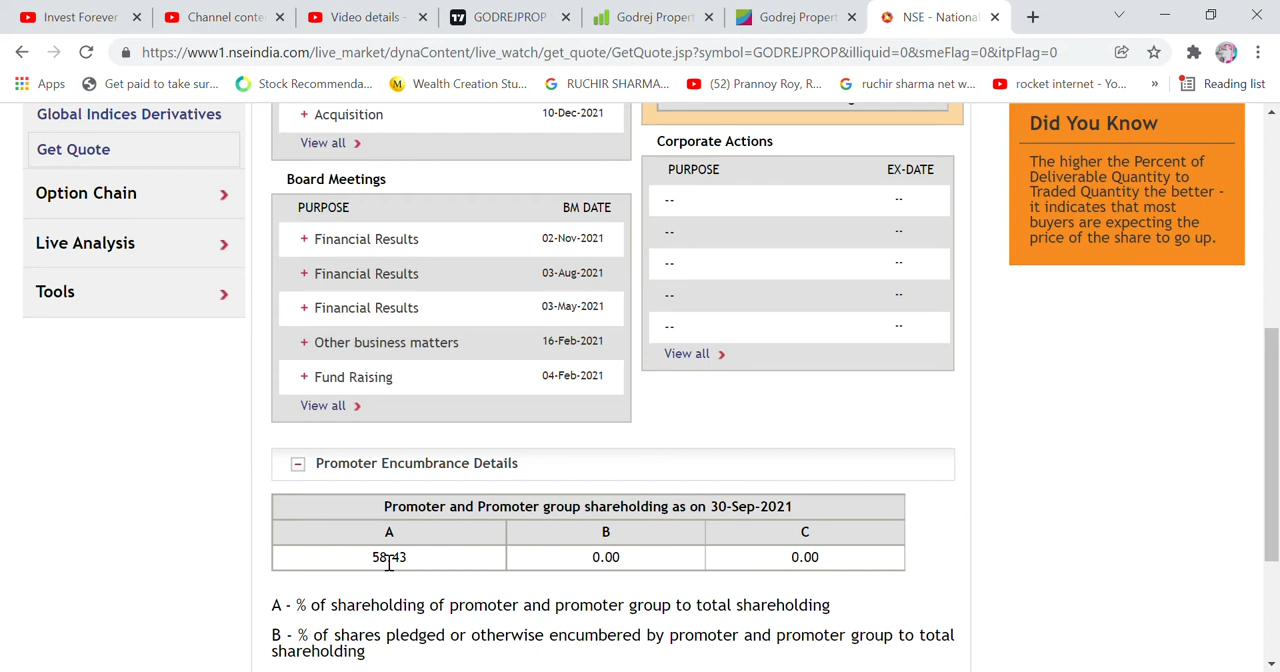 Invest Forever
Channel conte
Video details -
GODREJPROP
Godrej Propert
Godrej Propert
NSE - National
https://www1.nseindia.com/live_market/dynaContent/live_watch/get_quote/GetQuote.jsp?symbol=GODREJPROP&illiquid=0&smeFlag=0&itpFlag=0
Apps
Get paid to take sur...
Stock Recommenda...
Wealth Creation Stu...
RUCHIR SHARMA...
(52) Prannoy Roy, R...
ruchir sharma net w...
rocket internet - Yo...
»
Reading list
Global Indices Derivatives
Get Quote
Option Chain
Live Analysis
Tools
+ Acquisition 10-Dec-2021
View all
Board Meetings
PURPOSE BM DATE
+ Financial Results 02-Nov-2021
+ Financial Results 03-Aug-2021
+ Financial Results 03-May-2021
+ Other business matters 16-Feb-2021
+ Fund Raising 04-Feb-2021
View all
Corporate Actions
PURPOSE EX-DATE
-- --
-- --
-- --
-- --
-- --
View all
Did You Know
The higher the Percent of
Deliverable Quantity to
Traded Quantity the better -
it indicates that most
buyers are expecting the
price of the share to go up.
Promoter Encumbrance Details
Promoter and Promoter group shareholding as on 30-Sep-2021
A B C
58.43 0.00 0.00
A - % of shareholding of promoter and promoter group to total shareholding
B - % of shares pledged or otherwise encumbered by promoter and promoter group to total
shareholding